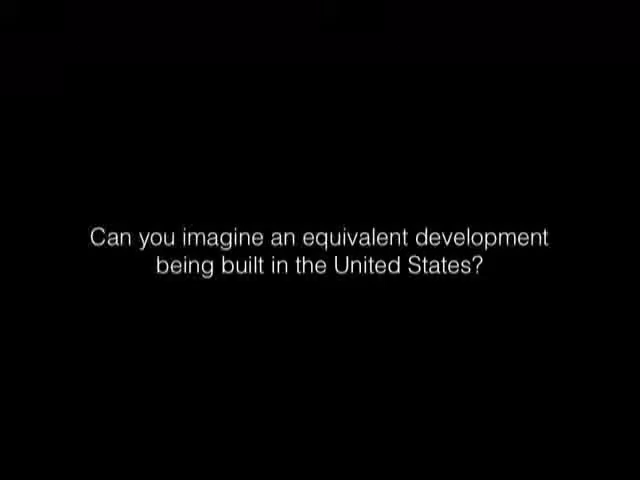 Can you imagine an equivalent development
being built in the United States?